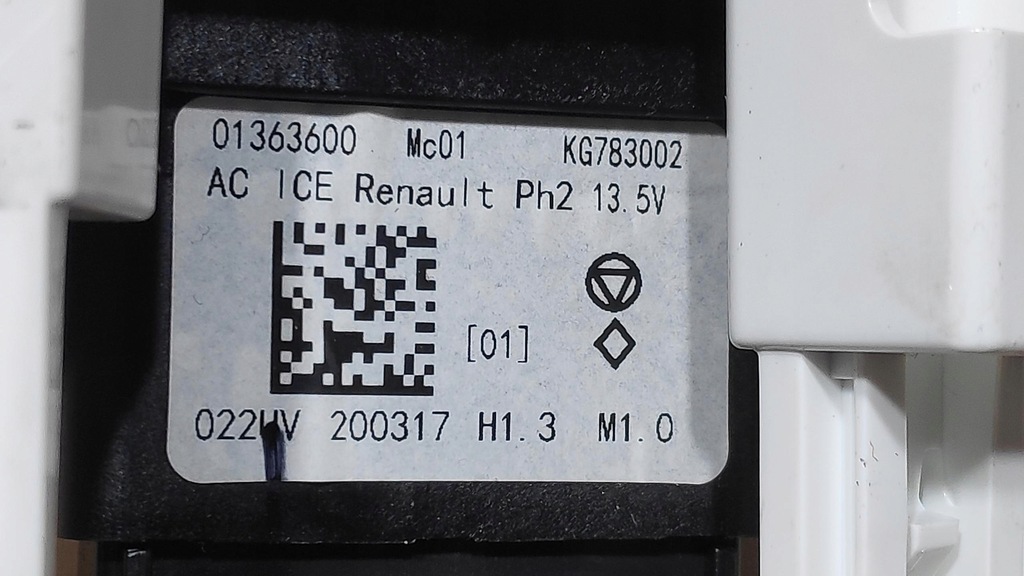 01363600 Mc01 KG783002
AC ICE Renault Ph2 13.5V
[01]
200317 H1.3 M1.0